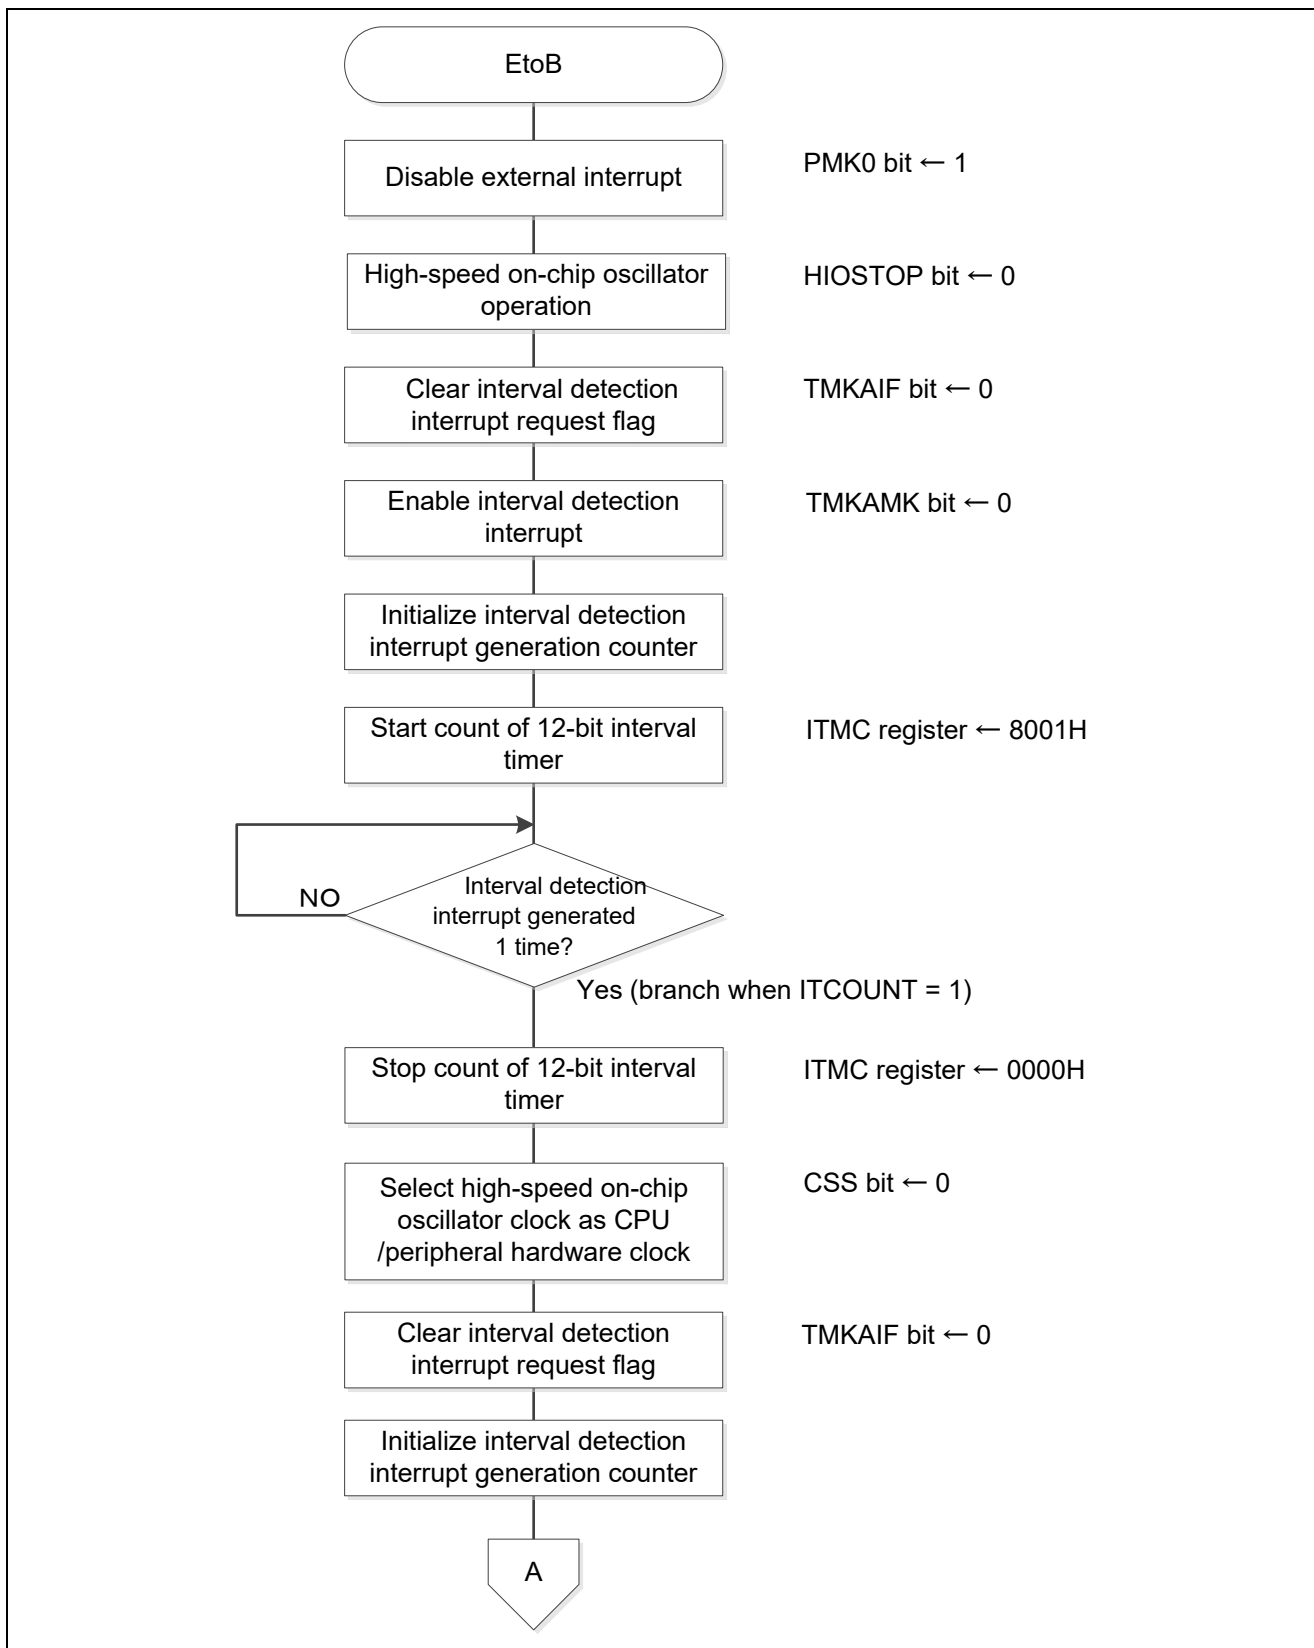 EtoB
Disable external interrupt
PMK0 bit ← 1
High-speed on-chip oscillator
operation
HIOSTOP bit ← 0
Clear interval detection
interrupt request flag
TMKAIF bit ← 0
Enable interval detection
interrupt
TMKAMK bit ← 0
Initialize interval detection
interrupt generation counter
Start count of 12-bit interval
timer
ITMC register ← 8001H
Interval detection
interrupt generated
1 time?
NO
Yes (branch when ITCOUNT = 1)
Stop count of 12-bit interval
timer
ITMC register ← 0000H
Select high-speed on-chip
oscillator clock as CPU
/peripheral hardware clock
CSS bit ← 0
Clear interval detection
interrupt request flag
TMKAIF bit ← 0
Initialize interval detection
interrupt generation counter
A